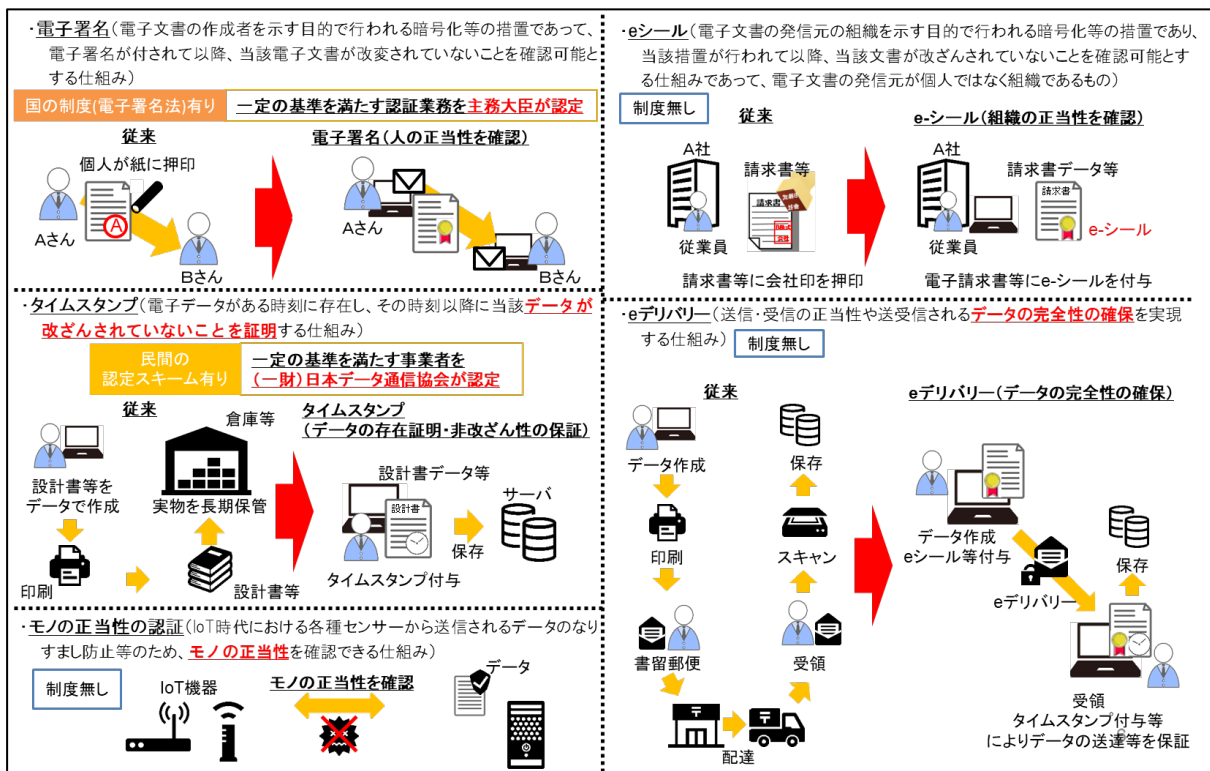 ・電子署名(電子文書の作成者を示す目的で行われる暗号化等の措置であって、
電子署名が付されて以降、当該電子文書が改変されていないことを確認可能と
する仕組み)
国の制度(電子署名法)有り
一定の基準を満たす認証業務を主務大臣が認定
従来
個人が紙に押印
A
Aさん
Bさん
電子署名(人の正当性を確認)
Aさん
Bさん
・eシール(電子文書の発信元の組織を示す目的で行われる暗号化等の措置であり、
当該措置が行われて以降、当該文書が改ざんされていないことを確認可能とす
る仕組みであって、電子文書の発信元が個人ではなく組織であるもの)
制度無し
従来
A社
請求書等
請求書
従業員
請求書等に会社印を押印
e-シール(組織の正当性を確認)
A社
請求書データ等
請求書
e-シール
従業員
電子請求書等にe-シールを付与
・タイムスタンプ(電子データがある時刻に存在し、その時刻以降に当該データが
改ざんされていないことを証明する仕組み)
民間の
認定スキーム有り
一定の基準を満たす事業者を
(一財)日本データ通信協会が認定
従来
設計書等を
データで作成
印刷
倉庫等
実物を長期保管
設計書等
タイムスタンプ
(データの存在証明・非改ざん性の保証)
設計書データ等
設計書
タイムスタンプ付与
保存
サーバ
・eデリバリー(送信・受信の正当性や送受信されるデータの完全性の確保を実現
する仕組み)
制度無し
従来
データ作成
印刷
書留郵便
〒
〒
配達
受領
スキャン
保存
eデリバリー(データの完全性の確保)
データ作成
eシール等付与
eデリバリー
保存
受領
タイムスタンプ付与等
によりデータの送達等を保証
・モノの正当性の認証(IoT時代における各種センサーから送信されるデータのなり
すまし防止等のため、モノの正当性を確認できる仕組み)
制度無し
IoT機器
モノの正当性を確認
データ